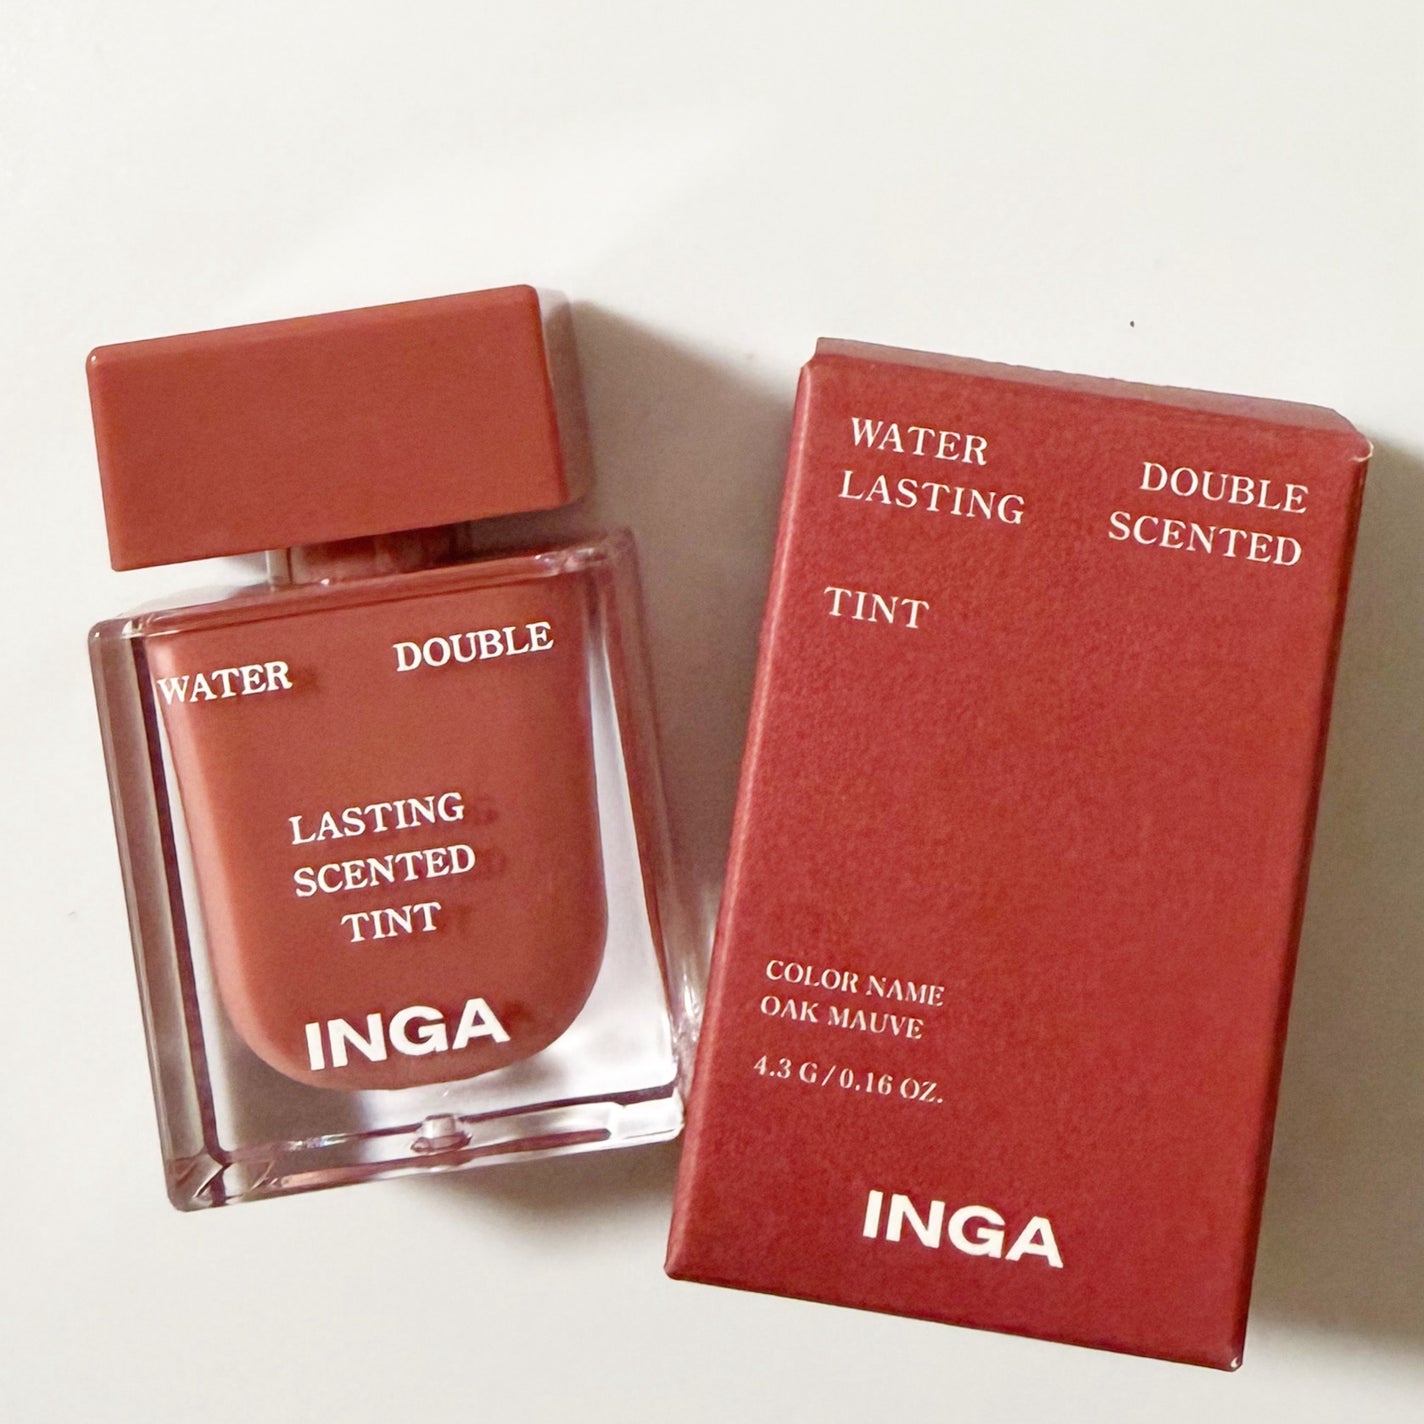 WATER DOUBLE
LASTING
SCENTED
TINT
INGA
WATER DOUBLE
LASTING SCENTED
TINT
COLOR NAME
OAK MAUVE
4.3 G / 0.16 OZ.
INGA